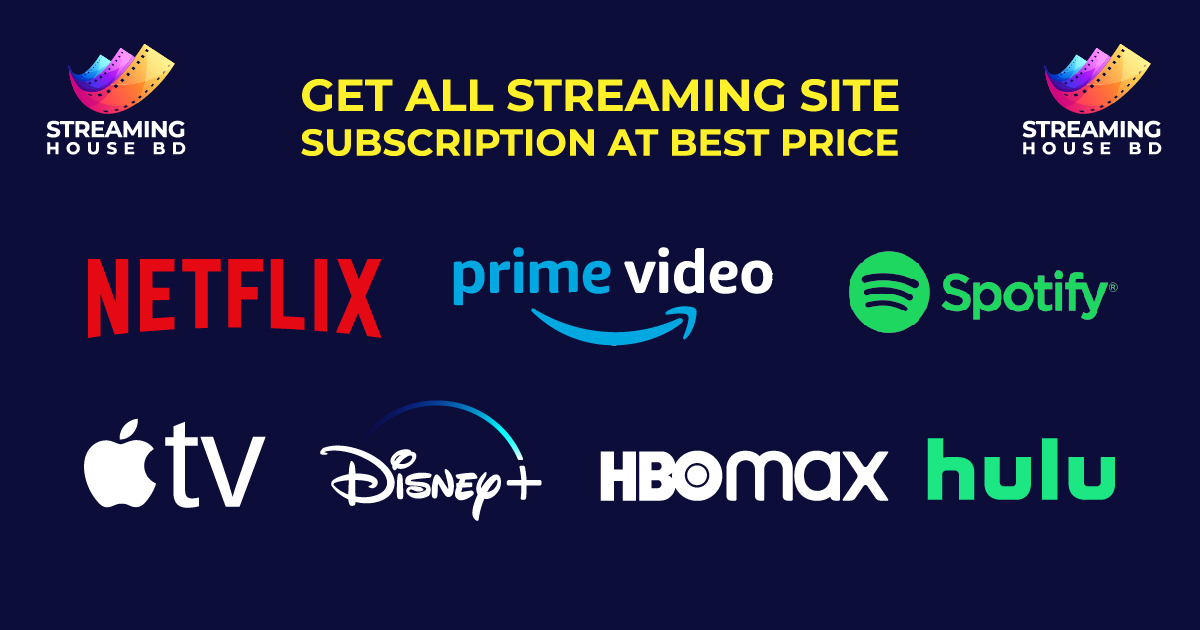 STREAMING
HOUSE BD
GET ALL STREAMING SITE
SUBSCRIPTION AT BEST PRICE
STREAMING
HOUSE BD
NETFLIX
prime video
Spotify®
tv
Disney+
HBOmax
hulu